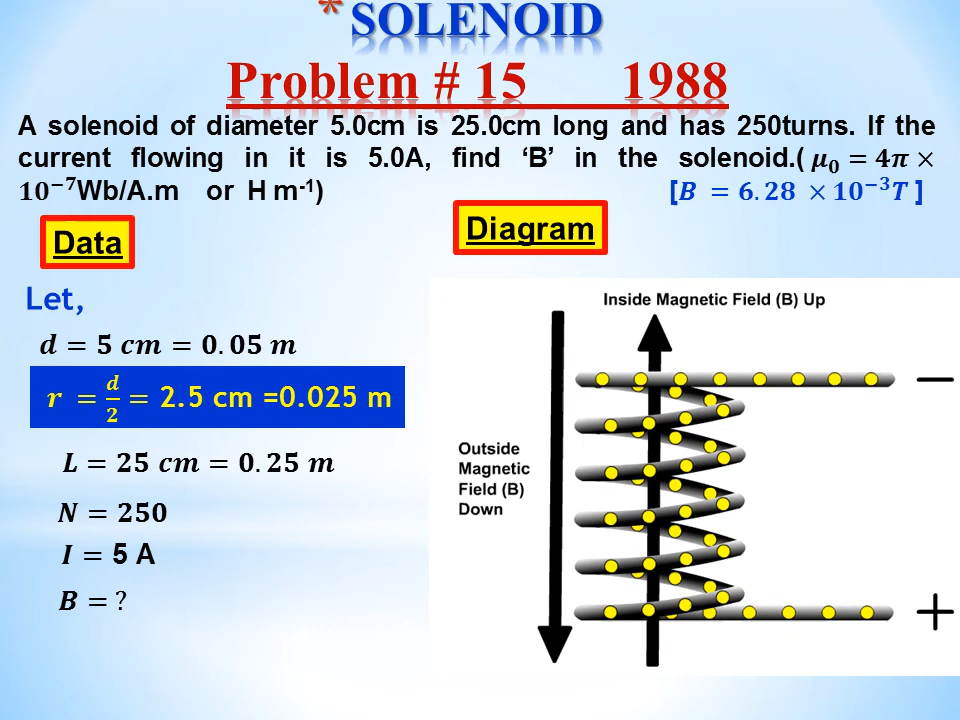 * SOLENOID
Problem # 15 1988
A solenoid of diameter 5.0cm is 25.0cm long and has 250turns. If the
current flowing in it is 5.0A, find ‘B’ in the solenoid.( 𝝁₀ = 𝟒𝝅 ×
𝟏𝟎⁻⁷Wb/A.m or H m⁻¹) [𝑩 = 𝟔.𝟐𝟖 × 𝟏𝟎⁻³𝑻 ]
Data
Diagram
Let,
𝒅 = 𝟓 𝒄𝒎 = 𝟎.𝟎𝟓 𝒎
𝒓 = 𝒅/𝟐 = 2.5 cm =0.025 m
𝑳 = 𝟐𝟓 𝒄𝒎 = 𝟎.𝟐𝟓 𝒎
𝑵 = 𝟐𝟓𝟎
𝑰 = 5 A
𝑩 = ?
Inside Magnetic Field (B) Up
Outside
Magnetic
Field (B)
Down
−
+